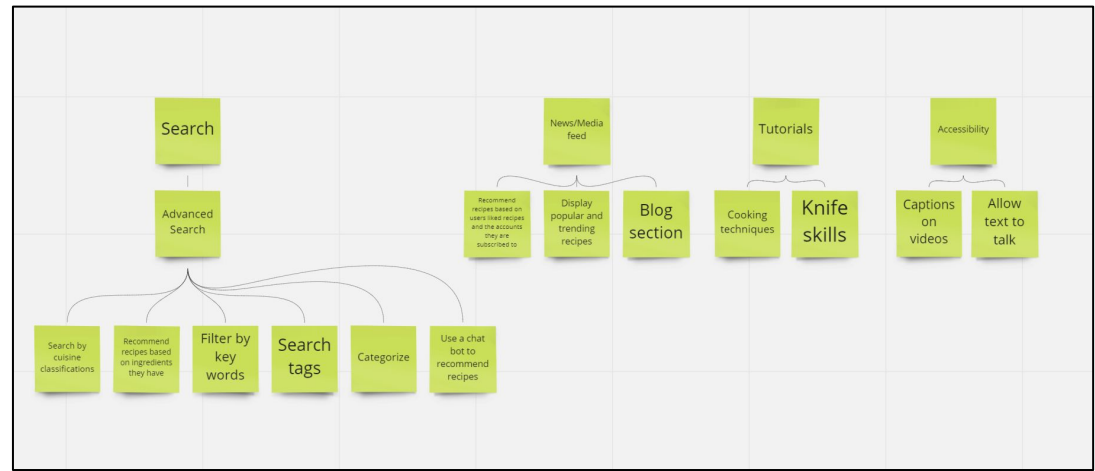 Search
News/Media
feed
Tutorials
Accessibility
Advanced
Search
Recommend
recipes based on
users liked recipes
and the accounts
they are
subscribed to
Display
popular and
trending
recipes
Blog
section
Cooking
techniques
Knife
skills
Captions
on
videos
Allow
text to
talk
Search by
cuisine
classifications
Recommend
recipes based
on ingredients
they have
Filter by
key
words
Search
tags
Categorize
Use a chat
bot to
recommend
recipes